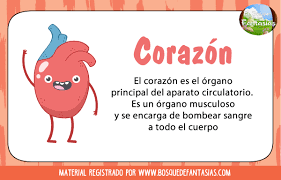 Fantasías
Corazón
El corazón es el órgano
principal del aparato circulatorio.
Es un órgano musculoso
y se encarga de bombear sangre
a todo el cuerpo
MATERIAL REGISTRADO POR WWW.BOSQUEDEFANTASIAS.COM